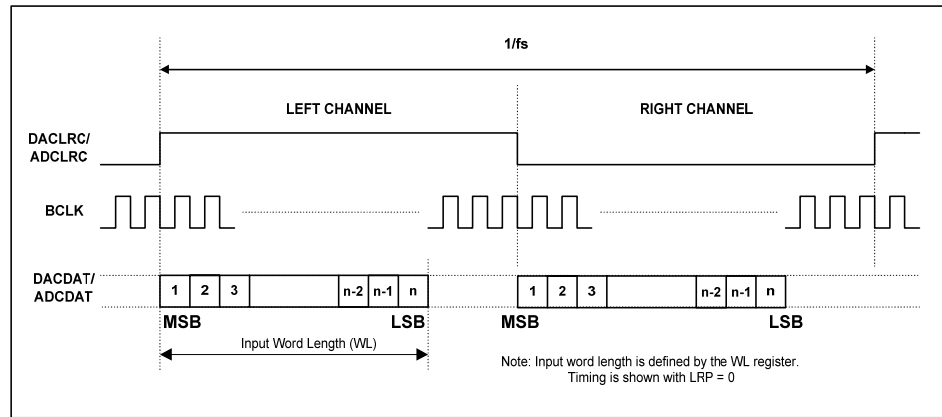 1/fs
LEFT CHANNEL
RIGHT CHANNEL
DACLRC/
ADCLRC
BCLK
DACDAT/
ADCDAT
1 2 3 n-2 n-1 n
1 2 3 n-2 n-1 n
MSB
LSB
MSB
LSB
Input Word Length (WL)
Note: Input word length is defined by the WL register.
Timing is shown with LRP = 0